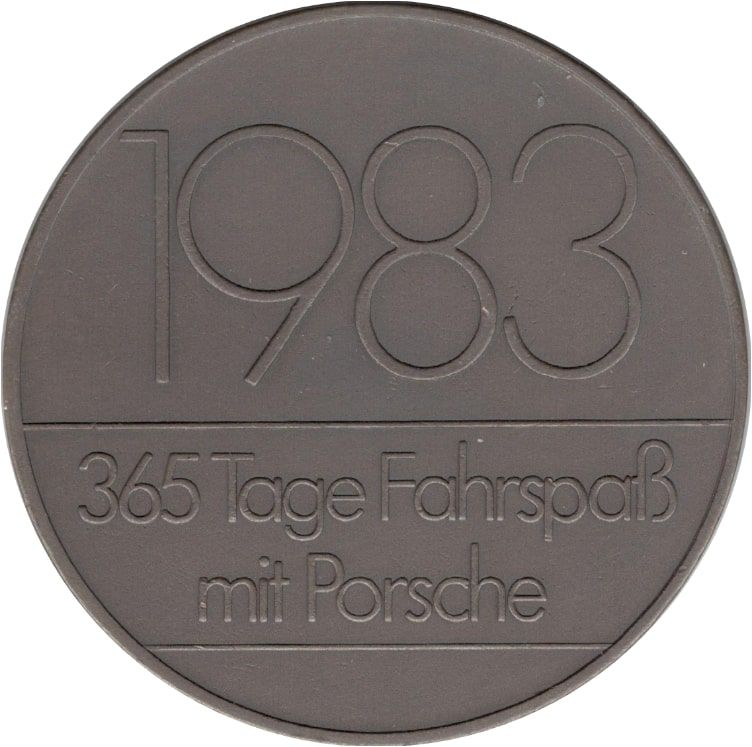 1983
365 Tage Fahrspaß
mit Porsche